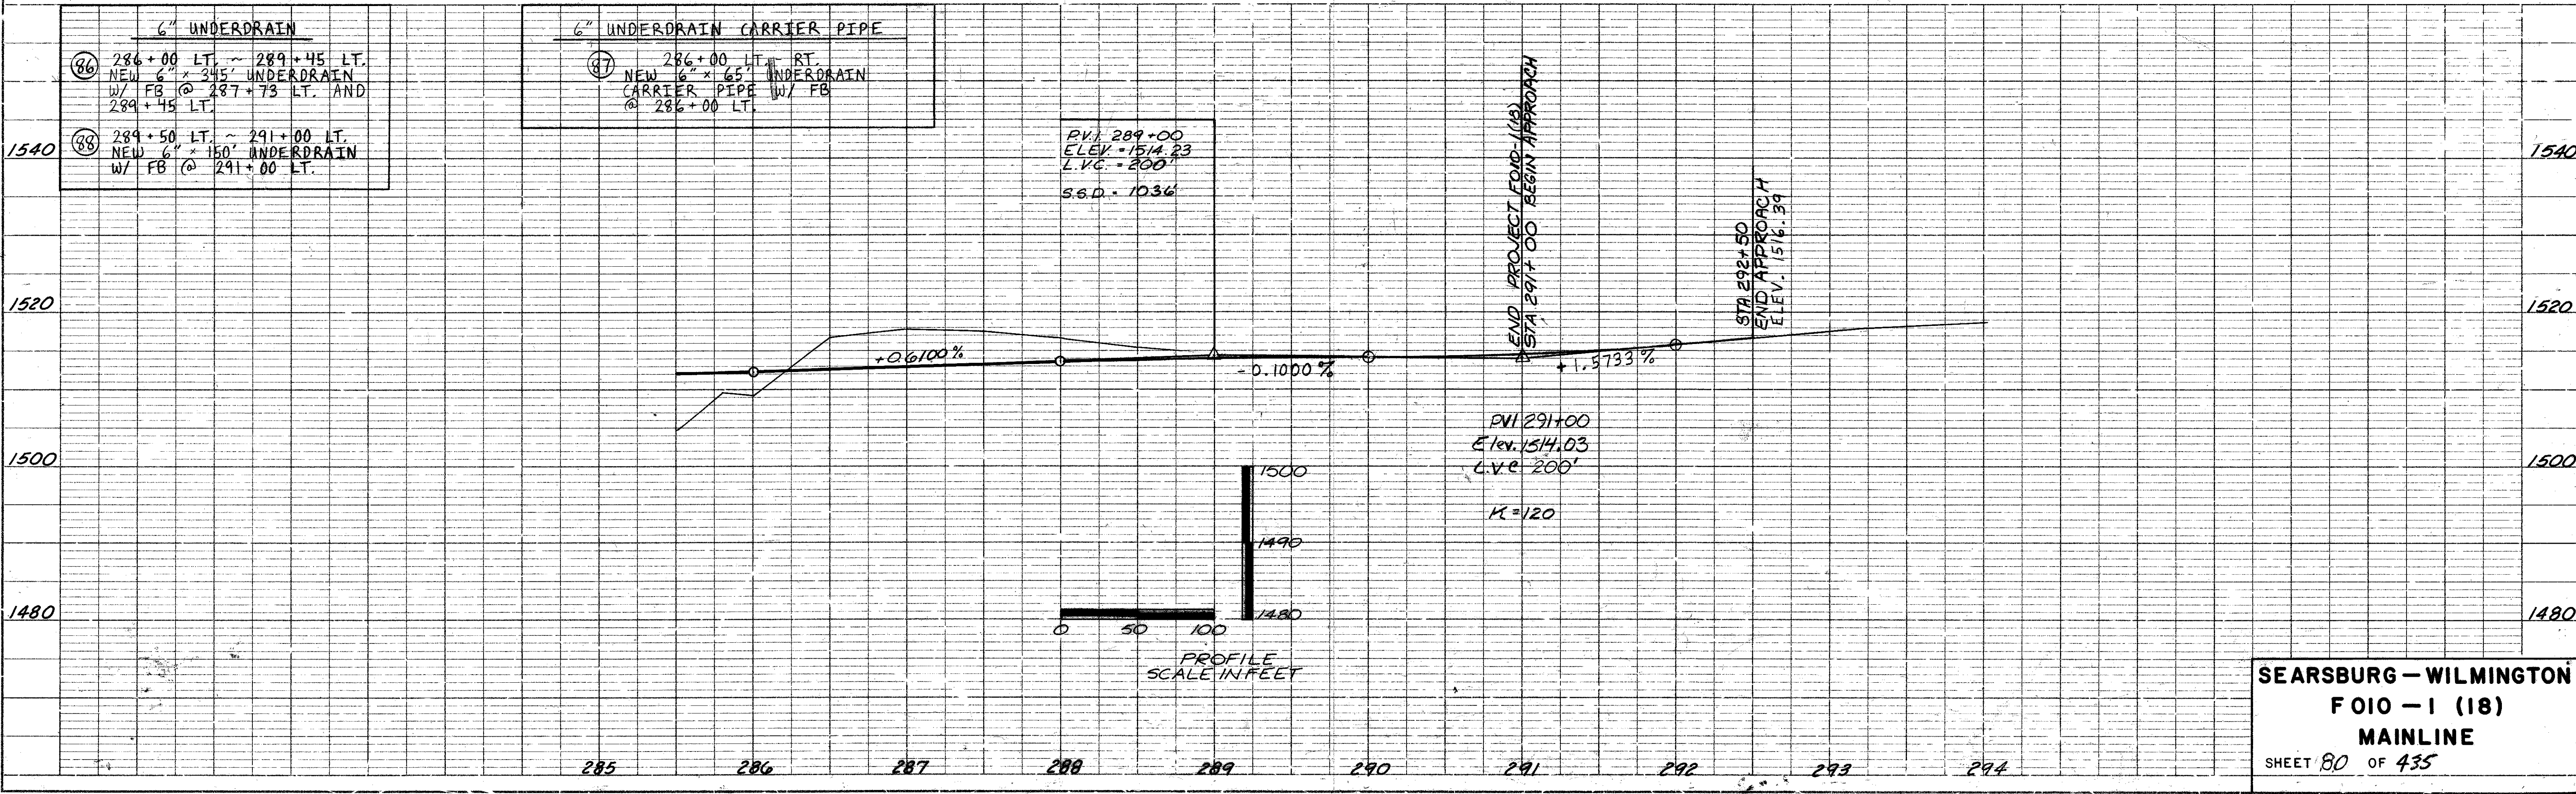 6" UNDERDRAIN
86 286+00 LT. ~ 289+45 LT.
NEW 6" x 345' UNDERDRAIN
W/ FB @ 287+73 LT. AND
289+45 LT.
88 289+50 LT. ~ 291+00 LT.
NEW 6" x 150' UNDERDRAIN
W/ FB @ 291+00 LT.
6" UNDERDRAIN CARRIER PIPE
87 286+00 LT. - RT.
NEW 6" x 65' UNDERDRAIN
CARRIER PIPE W/ FB
@ 286+00 LT.
P.V.I. 289+00
ELEV. = 1514.23
L.V.C. = 200'
S.S.D. = 1036'
END PROJECT F010-1(18)
STA 291+00 BEGIN APPROACH
STA 292+50
END APPROACH
ELEV. 1516.39
1540
1520
1500
1480
1540
1520
1500
1480
+0.6100%
-0.1000%
+1.5733%
PVI 291+00
Elev. 1514.03
L.V.C. 200'
K=120
1500
1490
1480
0 50 100
PROFILE
SCALE IN FEET
285 286 287 288 289 290 291 292 293 294
SEARSBURG—WILMINGTON
F 010—1 (18)
MAINLINE
SHEET 80 OF 435